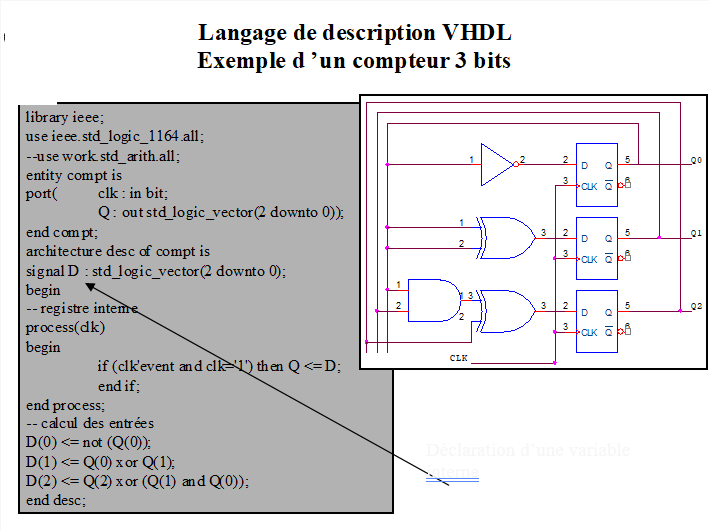 Langage de description VHDL
Exemple d ’un compteur 3 bits
library ieee;
use ieee.std_logic_1164.all;
--use work.std_arith.all;
entity compt is
port( clk : in bit;
Q : out std_logic_vector(2 downto 0));
end compt;
architecture desc of compt is
signal D : std_logic_vector(2 downto 0);
begin
-- registre interne
process(clk)
begin
if (clk'event and clk='1') then Q <= D;
end if;
end process;
-- calcul des entrées
D(0) <= not (Q(0));
D(1) <= Q(0) xor Q(1);
D(2) <= Q(2) xor (Q(1) and Q(0));
end desc;
1 2 2 D Q 5 Q0
3 CLK Q 6
1 2 3 2 D Q 5 Q1
3 CLK Q 6
1 2 3 1 2 3 2 D Q 5 Q2
3 CLK Q 6
CLK
Déclaration d’une variable
interne